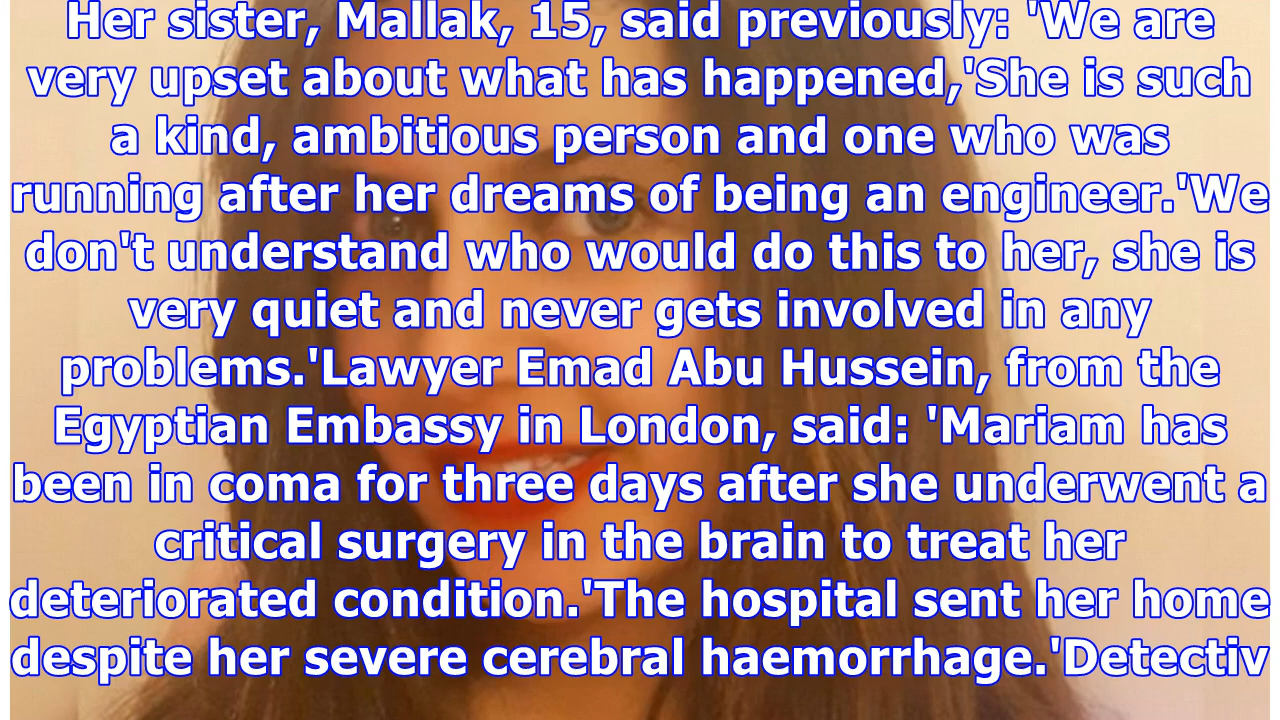 Her sister, Mallak, 15, said previously: 'We are
very upset about what has happened,'She is such
a kind, ambitious person and one who was
running after her dreams of being an engineer.'We
don't understand who would do this to her, she is
very quiet and never gets involved in any
problems.'Lawyer Emad Abu Hussein, from the
Egyptian Embassy in London, said: 'Mariam has
been in coma for three days after she underwent a
critical surgery in the brain to treat her
deteriorated condition.'The hospital sent her home
despite her severe cerebral haemorrhage.'Detectiv